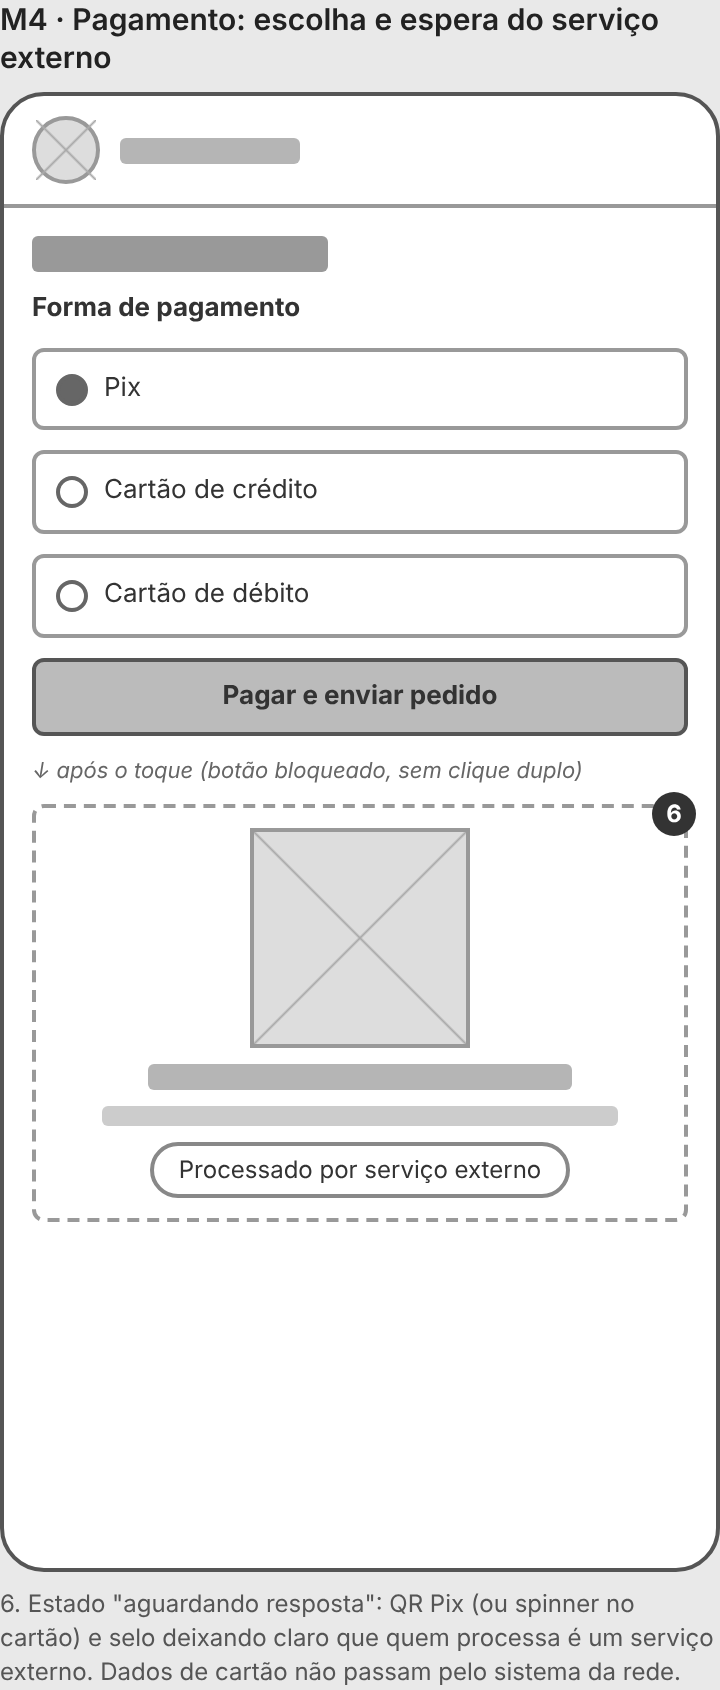 M4 · Pagamento: escolha e espera do serviço
externo
Forma de pagamento
Pix
Cartão de crédito
Cartão de débito
Pagar e enviar pedido
↓ após o toque (botão bloqueado, sem clique duplo)
6
Processado por serviço externo
6. Estado "aguardando resposta": QR Pix (ou spinner no
cartão) e selo deixando claro que quem processa é um serviço
externo. Dados de cartão não passam pelo sistema da rede.